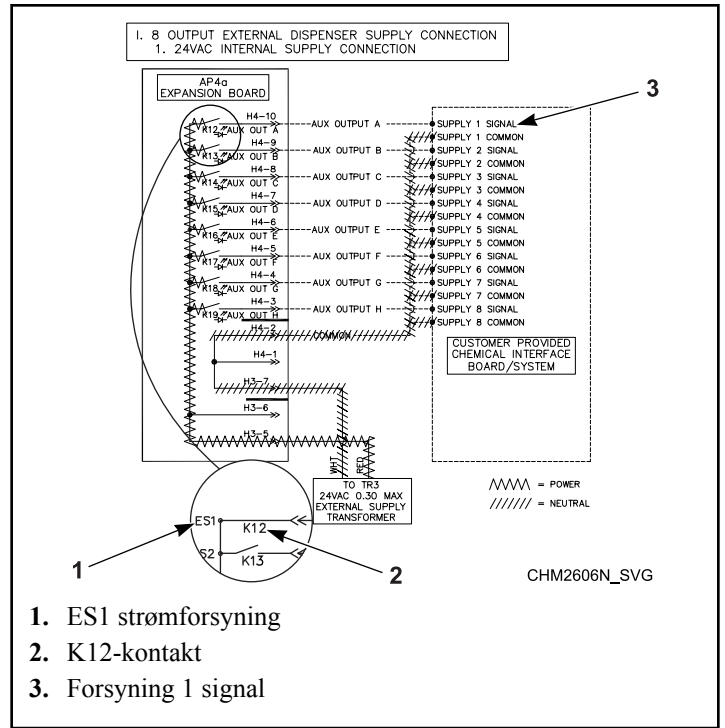 I. 8 OUTPUT EXTERNAL DISPENSER SUPPLY CONNECTION
1. 24VAC INTERNAL SUPPLY CONNECTION
AP4a
EXPANSION BOARD
3
H4-10
K12 AUX OUT A
AUX OUTPUT A
SUPPLY 1 SIGNAL
SUPPLY 1 COMMON
H4-9
K13 AUX OUT B
AUX OUTPUT B
SUPPLY 2 SIGNAL
SUPPLY 2 COMMON
H4-8
K14 AUX OUT C
AUX OUTPUT C
SUPPLY 3 SIGNAL
SUPPLY 3 COMMON
H4-7
K15 AUX OUT D
AUX OUTPUT D
SUPPLY 4 SIGNAL
SUPPLY 4 COMMON
H4-6
K16 AUX OUT E
AUX OUTPUT E
SUPPLY 5 SIGNAL
SUPPLY 5 COMMON
H4-5
K17 AUX OUT F
AUX OUTPUT F
SUPPLY 6 SIGNAL
SUPPLY 6 COMMON
H4-4
K18 AUX OUT G
AUX OUTPUT G
SUPPLY 7 SIGNAL
SUPPLY 7 COMMON
H4-3
K19 AUX OUT H
AUX OUTPUT H
SUPPLY 8 SIGNAL
SUPPLY 8 COMMON
H4-2
COMMON
H4-1
H3-7
H3-6
H3-5
CUSTOMER PROVIDED
CHEMICAL INTERFACE
BOARD/SYSTEM
WHT
RED
TO TR3
24VAC 0.30 MAX
EXTERNAL SUPPLY
TRANSFORMER
= POWER
= NEUTRAL
ES1
K12
S2
K13
1
2
CHM2606N_SVG
1. ES1 strømforsyning
2. K12-kontakt
3. Forsyning 1 signal